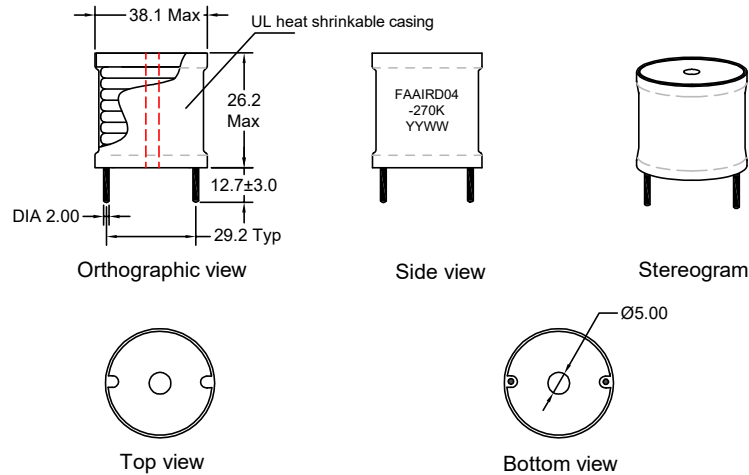 38.1 Max
UL heat shrinkable casing
26.2
Max
12.7±3.0
DIA 2.00
29.2 Typ
Orthographic view
FAAIRD04
-270K
YYWW
Side view
Stereogram
Top view
Ø5.00
Bottom view